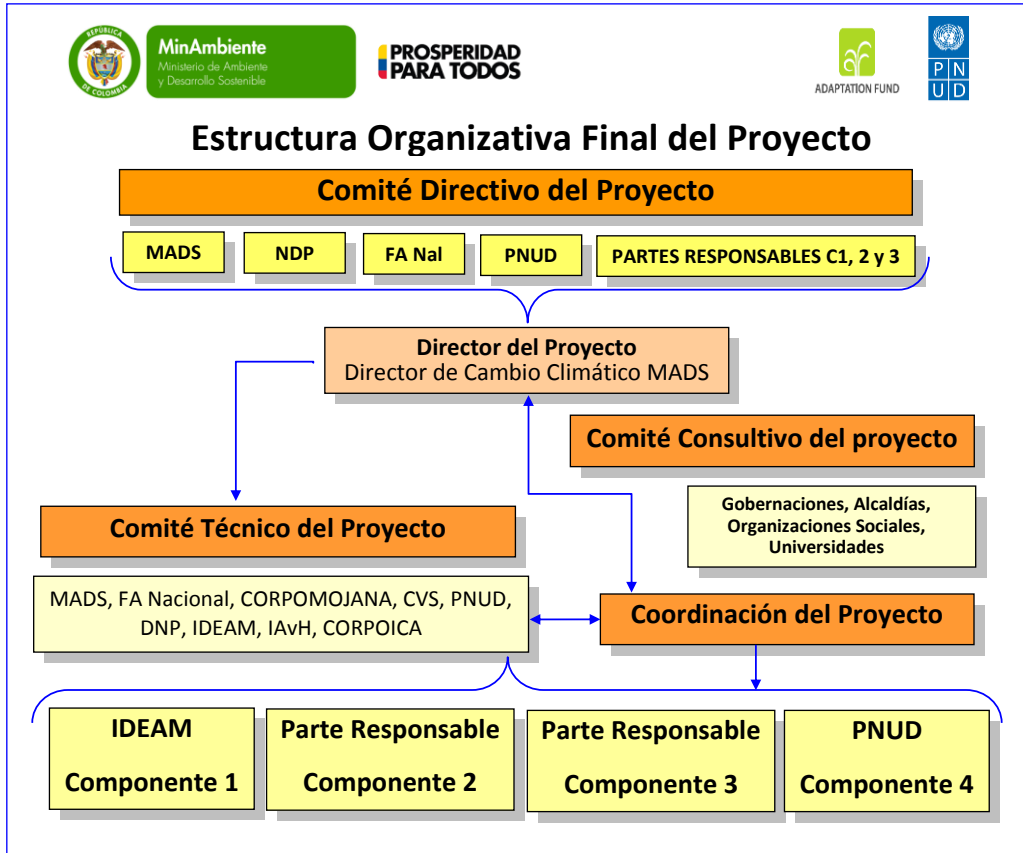 REPÚBLICA
DE COLOMBIA
MinAmbiente
Ministerio de Ambiente
y Desarrollo Sostenible
PROSPERIDAD
PARA TODOS
ADAPTATION FUND
P N
U D
Estructura Organizativa Final del Proyecto
Comité Directivo del Proyecto
MADS
NDP
FA Nal
PNUD
PARTES RESPONSABLES C1, 2 y 3
Director del Proyecto
Director de Cambio Climático MADS
Comité Consultivo del proyecto
Gobernaciones, Alcaldías,
Organizaciones Sociales,
Universidades
Comité Técnico del Proyecto
MADS, FA Nacional, CORPOMOJANA, CVS, PNUD,
DNP, IDEAM, IAvH, CORPOICA
Coordinación del Proyecto
IDEAM
Componente 1
Parte Responsable
Componente 2
Parte Responsable
Componente 3
PNUD
Componente 4